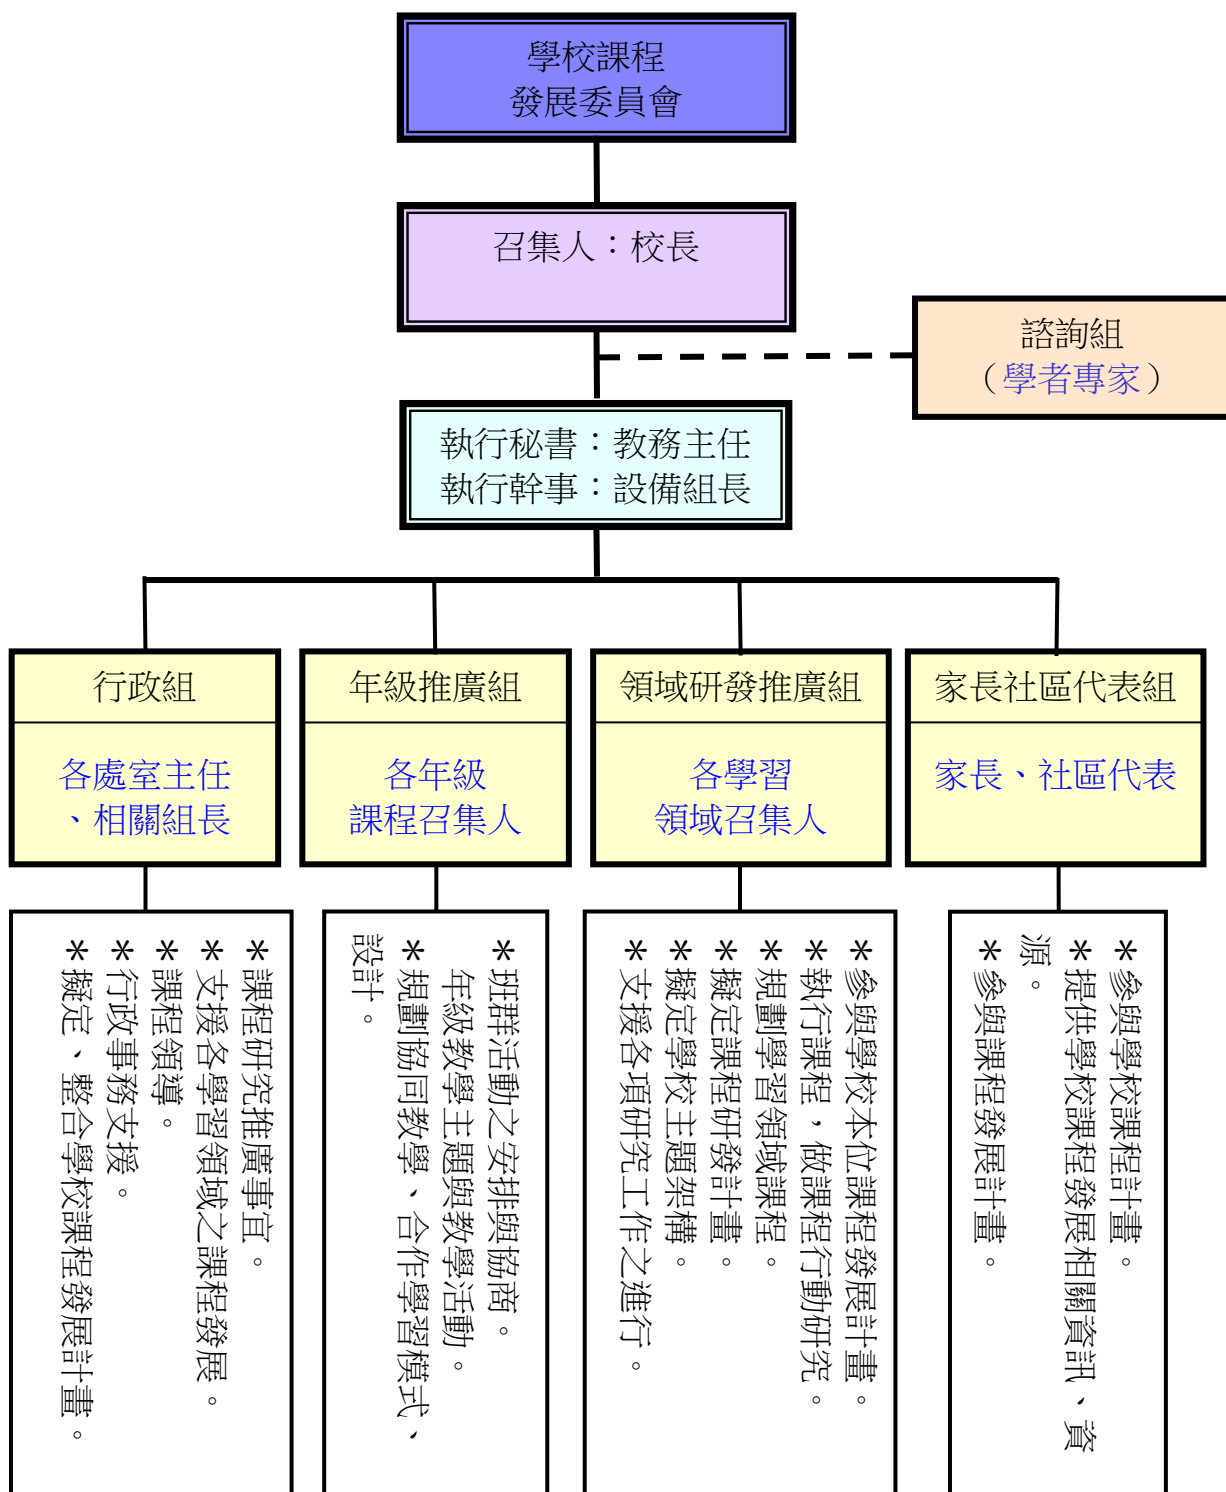 學校課程
發展委員會
召集人：校長
諮詢組
（學者專家）
執行秘書：教務主任
執行幹事：設備組長
行政組
各處室主任
、相關組長
年級推廣組
各年級
課程召集人
領域研發推廣組
各學習
領域召集人
家長社區代表組
家長、社區代表
＊課程研究推廣事宜。
＊支援各學習領域之課程發展。
＊課程領導。
＊行政事務支援。
＊擬定、整合學校課程發展計畫。
＊班群活動之安排與協商。
年級教學主題與教學活動。
＊規劃協同教學、合作學習模式、
設計。
＊參與學校本位課程發展計畫。
＊執行課程，做課程行動研究。
＊規劃學習領域課程。
＊擬定課程研發計畫。
＊擬定學校主題架構。
＊支援各項研究工作之進行。
＊參與學校課程計畫。
＊提供學校課程發展相關資訊、資
源。
＊參與課程發展計畫。